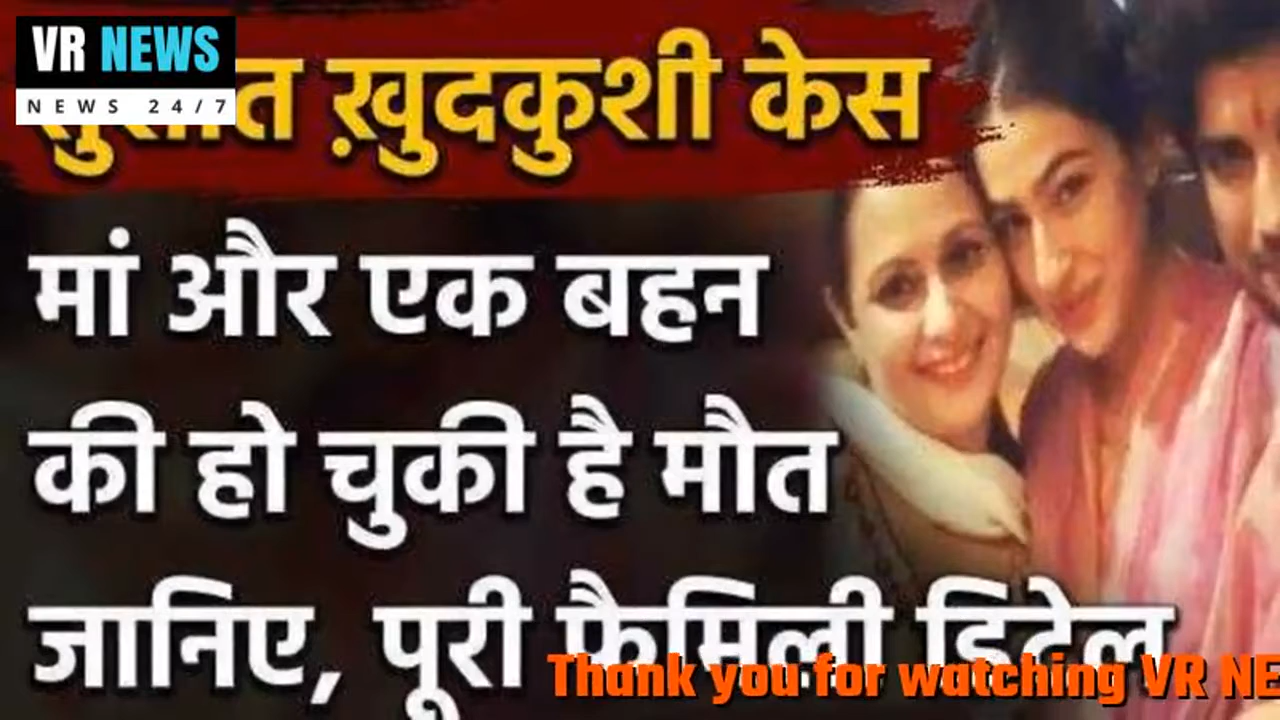 VR NEWS
NEWS 24/7
ख़ुदकुशी केस
मां और एक बहन
की हो चुकी है मौत
जानिए, पूरी फैमिली डिटेल
Thank you for watching VR NE